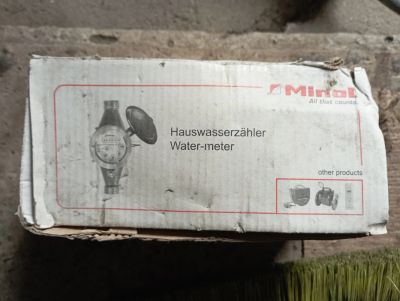 Minol
All that counts.
Hauswasserzähler
Water-meter
other products